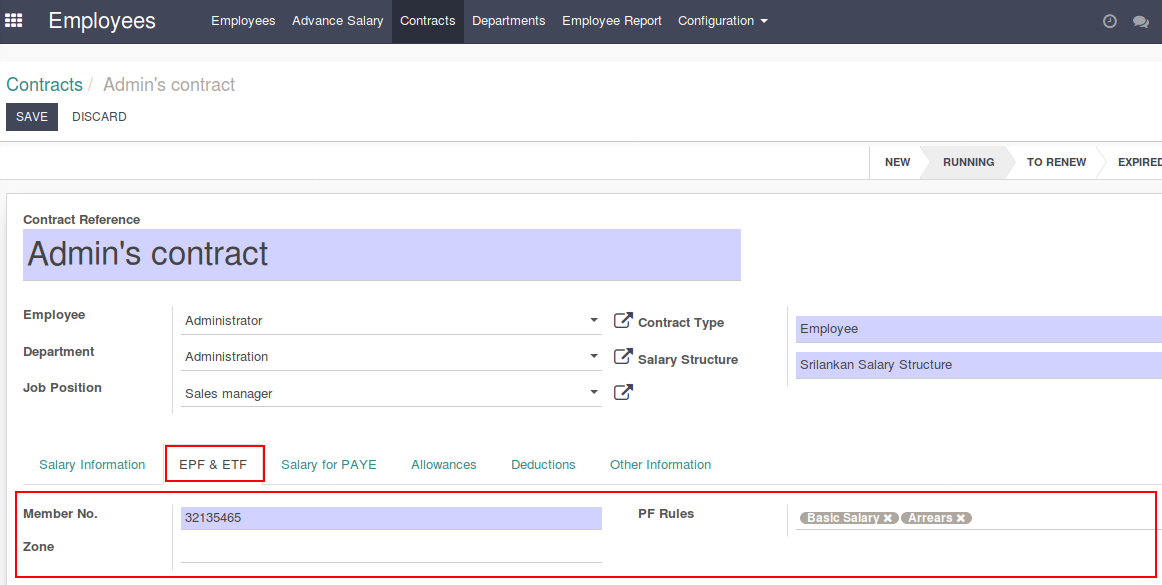 Employees Employees Advance Salary Contracts Departments Employee Report Configuration
Contracts / Admin's contract
SAVE DISCARD
NEW RUNNING TO RENEW EXPIRED
Contract Reference
Admin's contract
Employee Administrator Contract Type Employee
Department Administration Salary Structure Srilankan Salary Structure
Job Position Sales manager
Salary Information EPF & ETF Salary for PAYE Allowances Deductions Other Information
Member No. 32135465 PF Rules Basic Salary ✖ Arrears ✖
Zone